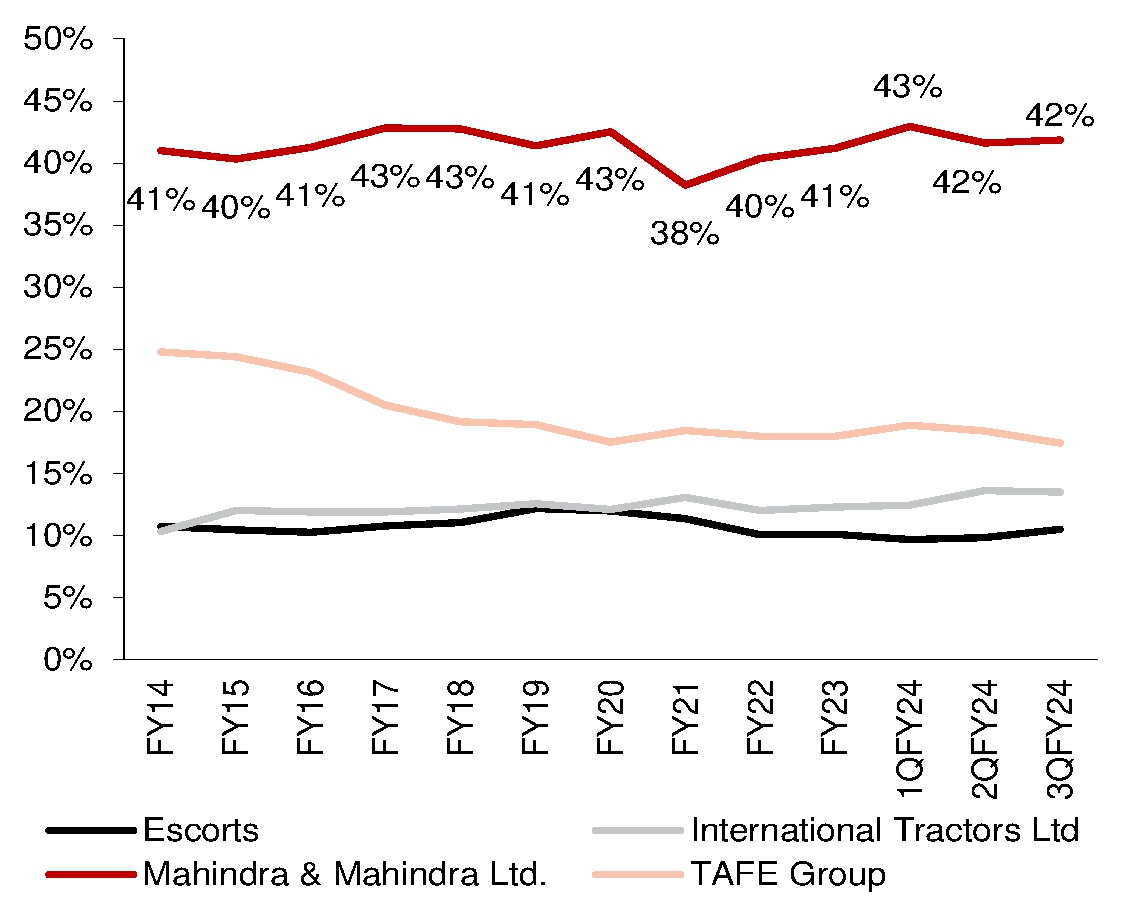 50%
45%
40%
35%
30%
25%
20%
15%
10%
5%
0%
41%
40%
41%
43%
43%
41%
43%
38%
40%
41%
43%
42%
42%
FY14
FY15
FY16
FY17
FY18
FY19
FY20
FY21
FY22
FY23
1QFY24
2QFY24
3QFY24
Escorts
International Tractors Ltd
Mahindra & Mahindra Ltd.
TAFE Group